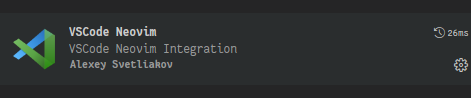 VSCode Neovim
26ms
VSCode Neovim Integration
Alexey Svetliakov